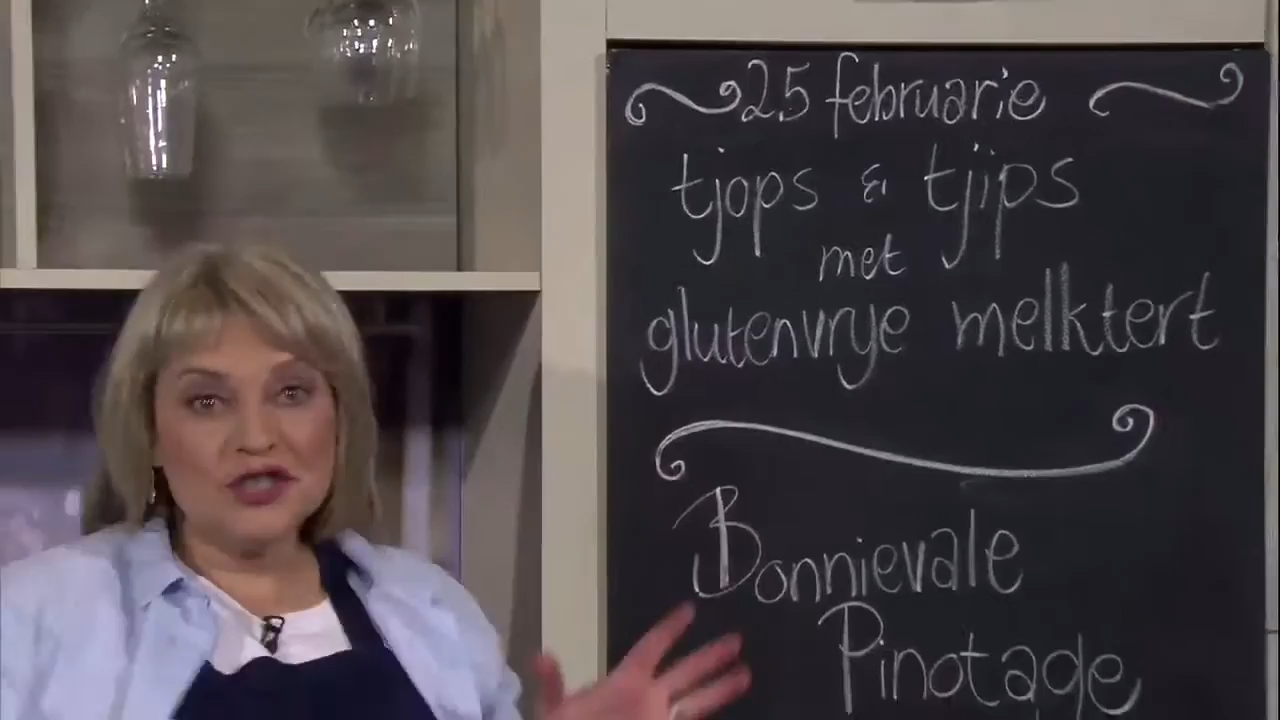 25 februarie
tjops & tjips
met
glutenvrye melktert
Bonnievale
Pinotage